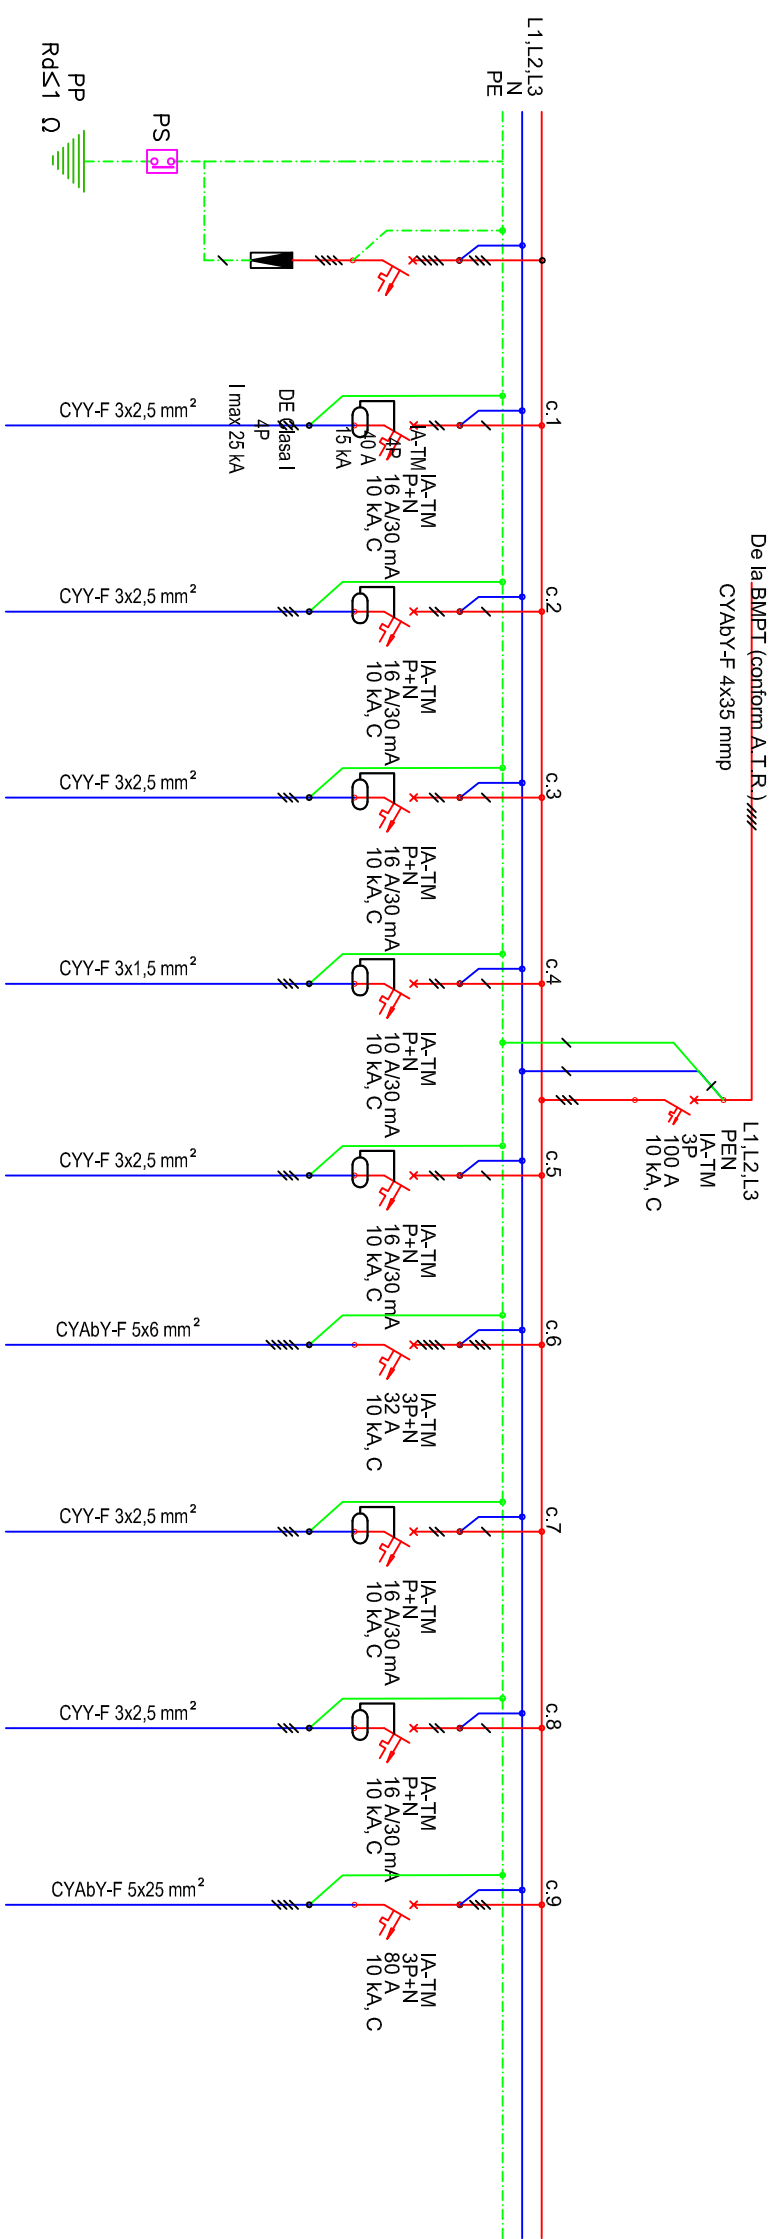 De la BMPT (conform A.T.R.)
CYAbY-F 4x35 mmp
L1,L2,L3
PEN
IA-TM
3P
100 A
10 kA, C
L1,L2,L3
N
PE
PS
PP
Rd≤1 Ω
IA-TM
4P
40 A
15 kA
DE Clasa I
4P
I max 25 kA
c.1
IA-TM
P+N
16 A/30 mA
10 kA, C
CYY-F 3x2,5 mm²
c.2
IA-TM
P+N
16 A/30 mA
10 kA, C
CYY-F 3x2,5 mm²
c.3
IA-TM
P+N
16 A/30 mA
10 kA, C
CYY-F 3x2,5 mm²
c.4
IA-TM
P+N
10 A/30 mA
10 kA, C
CYY-F 3x1,5 mm²
c.5
IA-TM
P+N
16 A/30 mA
10 kA, C
CYY-F 3x2,5 mm²
c.6
IA-TM
3P+N
32 A
10 kA, C
CYAbY-F 5x6 mm²
c.7
IA-TM
P+N
16 A/30 mA
10 kA, C
CYY-F 3x2,5 mm²
c.8
IA-TM
P+N
16 A/30 mA
10 kA, C
CYY-F 3x2,5 mm²
c.9
IA-TM
3P+N
80 A
10 kA, C
CYAbY-F 5x25 mm²